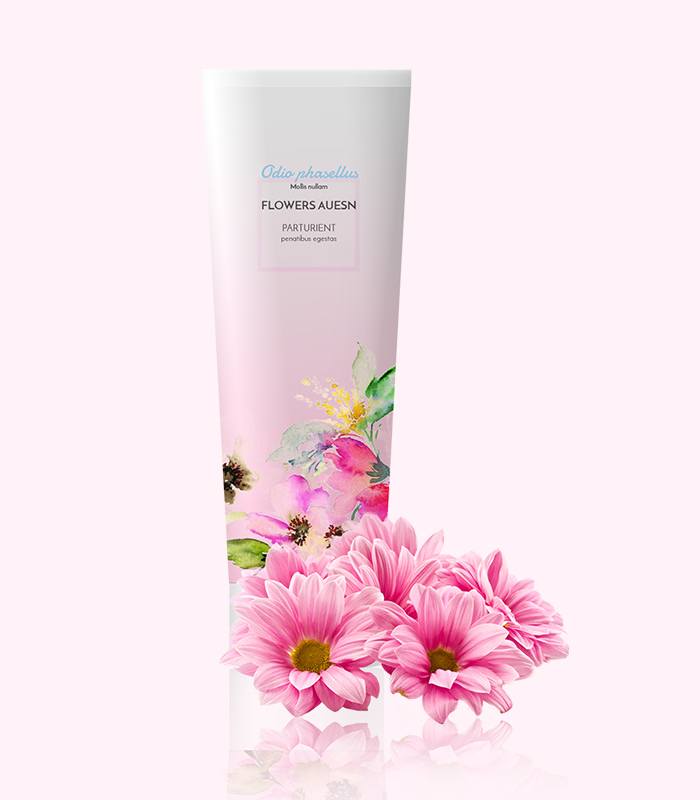 Odio phasellus
Mollis nullam
FLOWERS AUESN
PARTURIENT
penatibus egestas